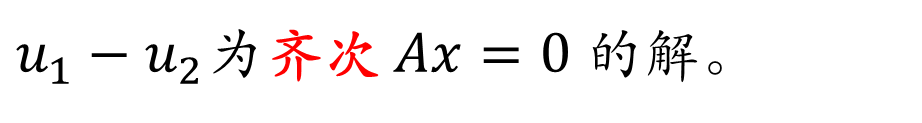 u₁ − u₂ 为齐次 Ax = 0 的解。